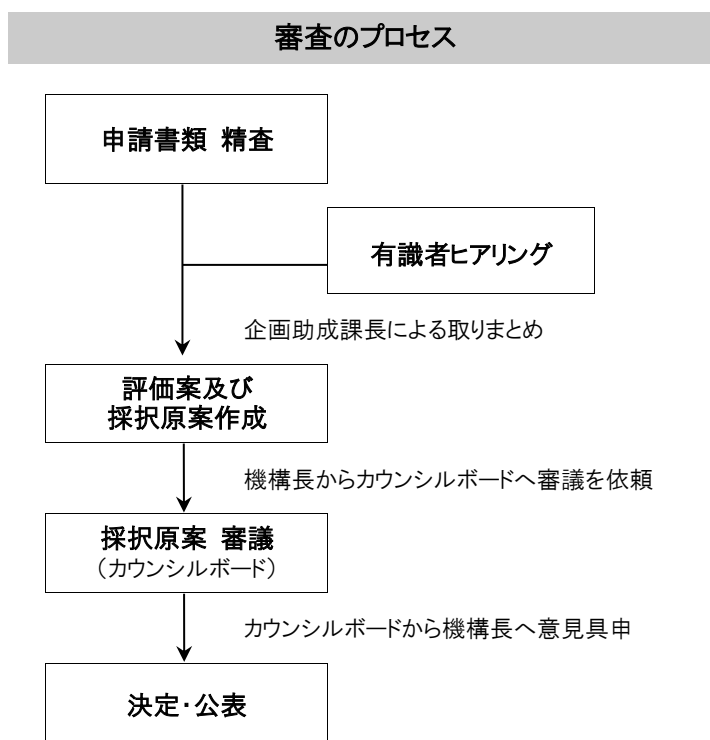 審査のプロセス
申請書類 精査
有識者ヒアリング
企画助成課長による取りまとめ
評価案及び
採択原案作成
機構長からカウンシルボードへ審議を依頼
採択原案 審議
（カウンシルボード）
カウンシルボードから機構長へ意見具申
決定・公表